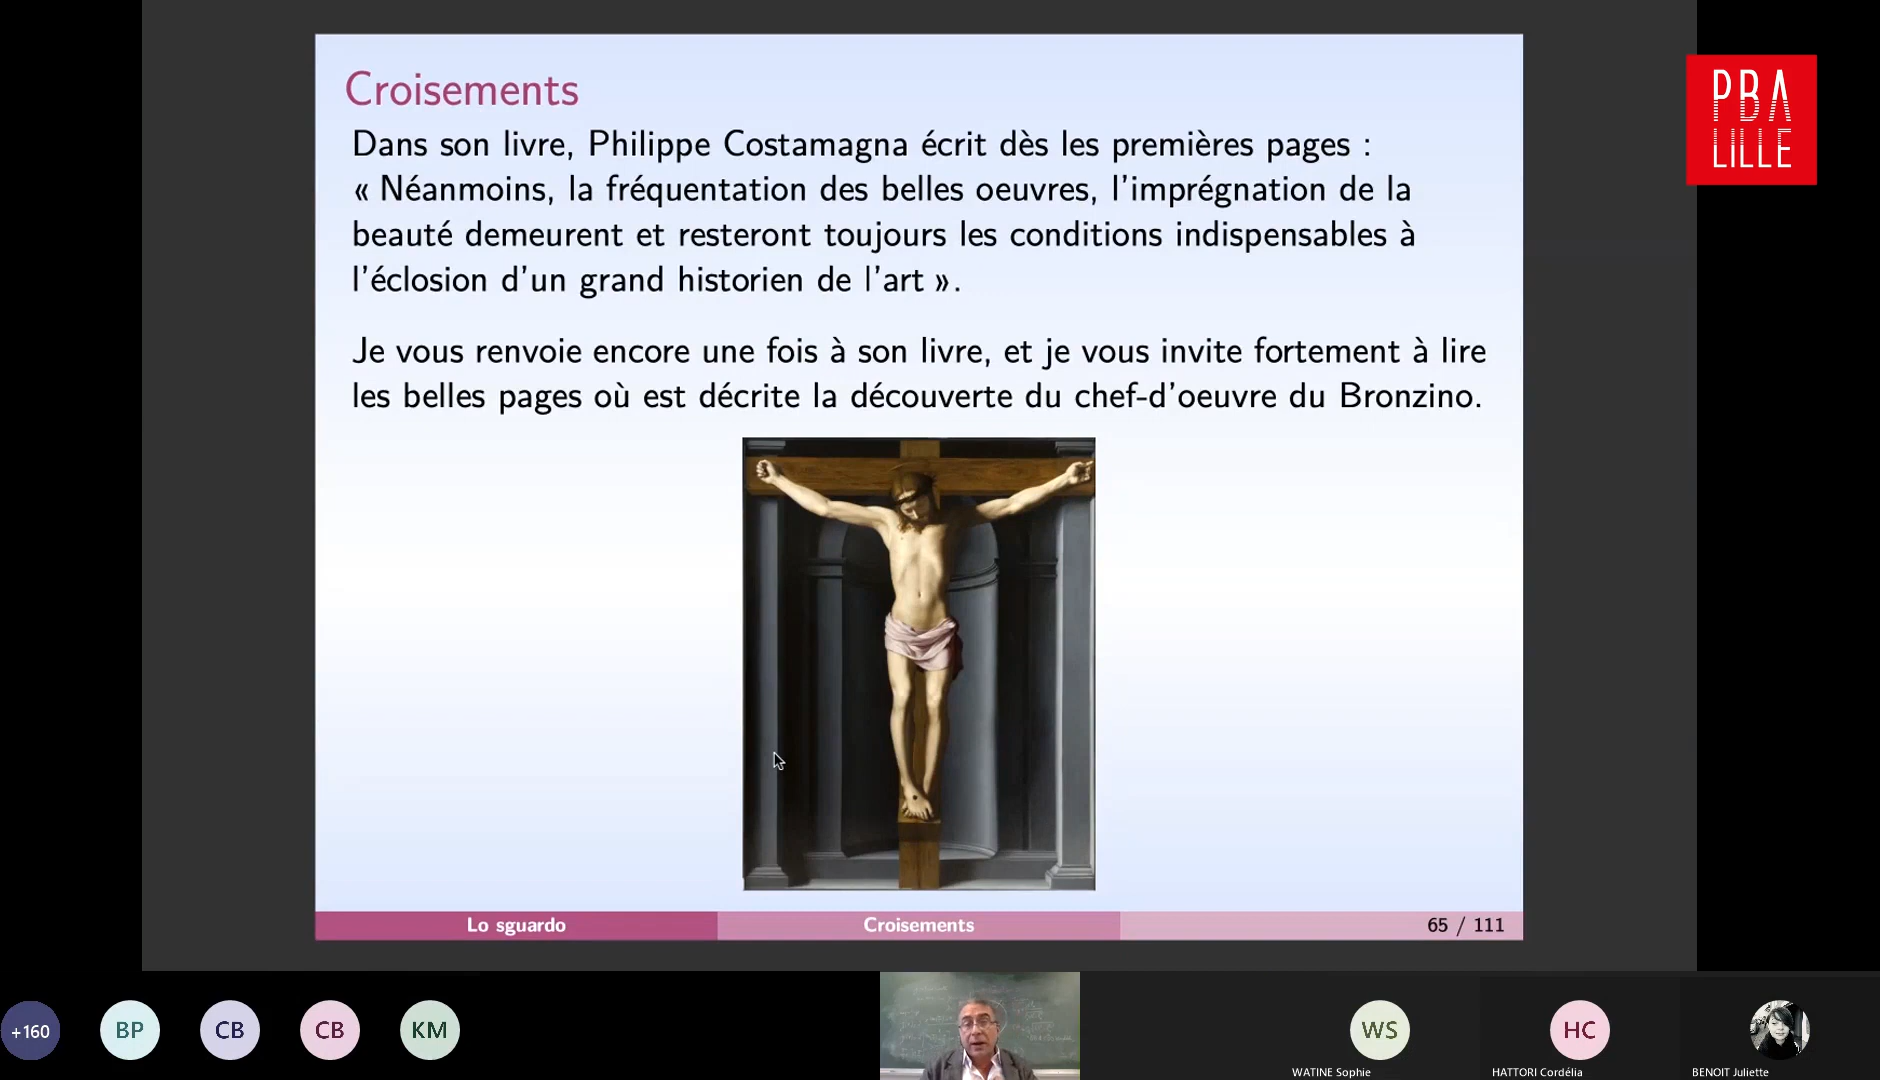 Croisements
Dans son livre, Philippe Costamagna écrit dès les premières pages :
« Néanmoins, la fréquentation des belles oeuvres, l'imprégnation de la
beauté demeurent et resteront toujours les conditions indispensables à
l'éclosion d'un grand historien de l'art ».
Je vous renvoie encore une fois à son livre, et je vous invite fortement à lire
les belles pages où est décrite la découverte du chef-d'oeuvre du Bronzino.
Lo sguardo
Croisements
65 / 111
PBA
LILLE
+160
BP
CB
CB
KM
WS
HC
WATINE Sophie
HATTORI Cordélia
BENOIT Juliette